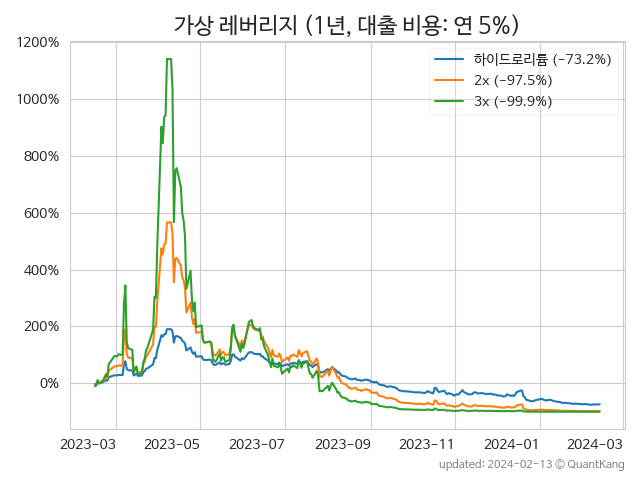 가상 레버리지 (1년, 대출 비용: 연 5%)
하이드로리튬 (-73.2%)
2x (-97.5%)
3x (-99.9%)
1200%
1000%
800%
600%
400%
200%
0%
2023-03 2023-05 2023-07 2023-09 2023-11 2024-01 2024-03
updated: 2024-02-13 © QuantKang